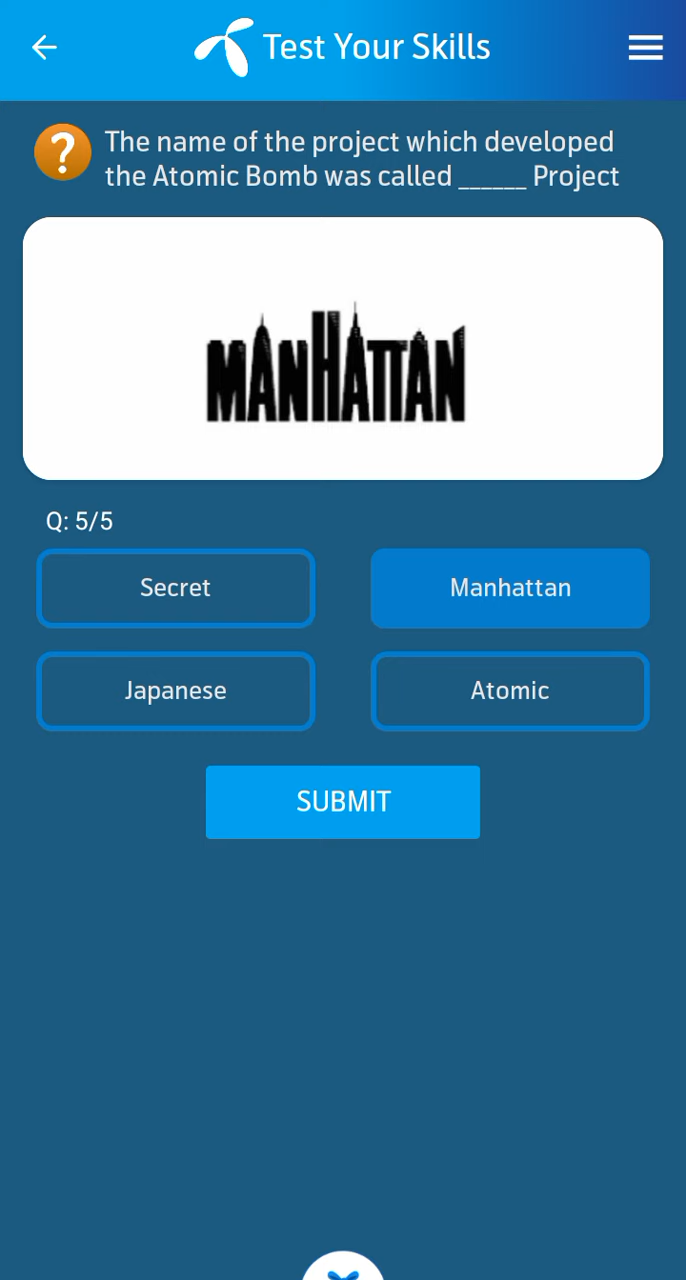 Test Your Skills
?
The name of the project which developed
the Atomic Bomb was called ______ Project
MANHATTAN
Q: 5/5
Secret
Manhattan
Japanese
Atomic
SUBMIT